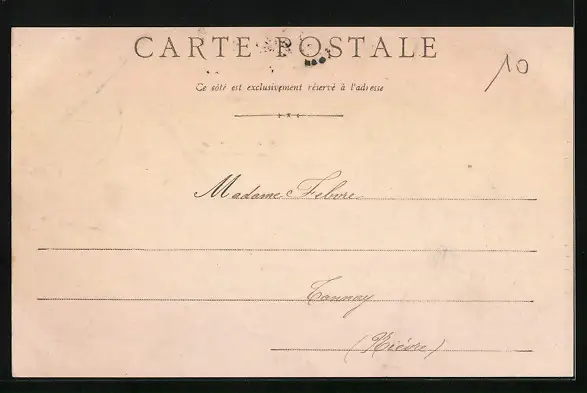 CARTE POSTALE
10
Ce côté est exclusivement réservé à l'adresse
Madame Febvre
Tannay
(Nièvre)